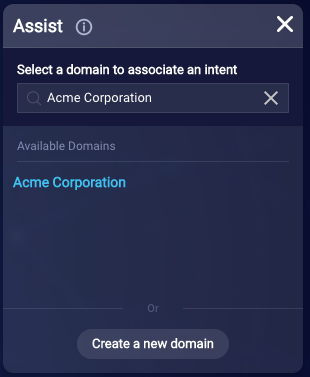 Assist
Select a domain to associate an intent
Acme Corporation
Available Domains
Acme Corporation
Or
Create a new domain